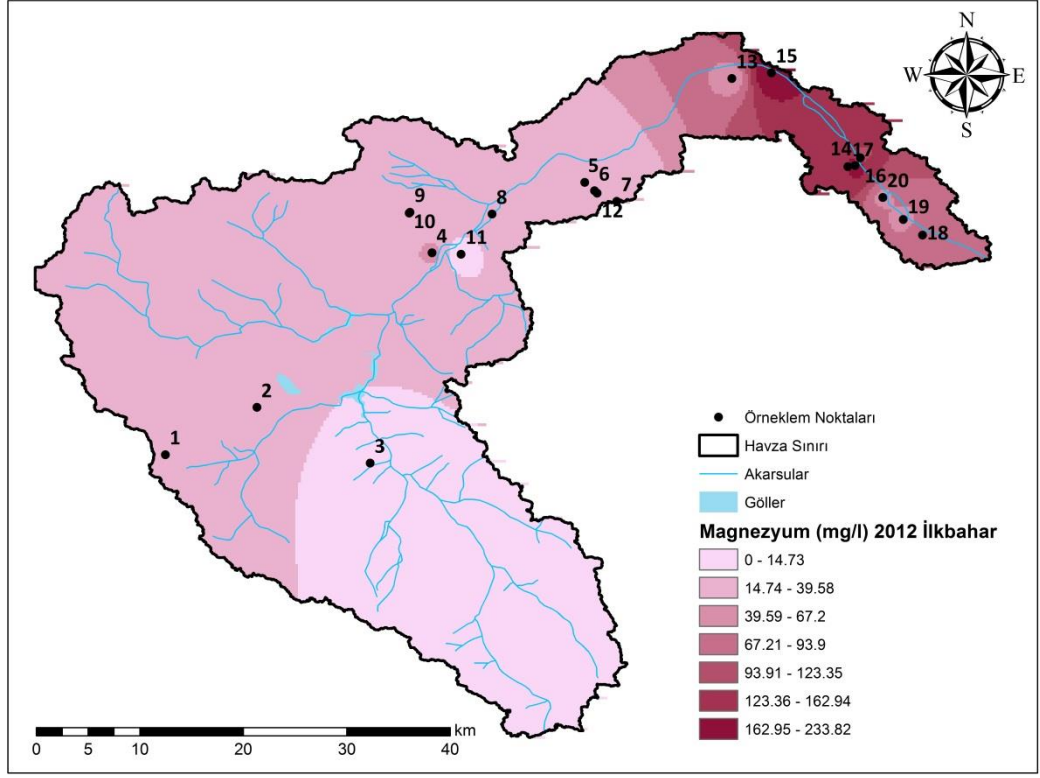 N
W E
S
13
15
14
17
16
20
19
18
5
6
7
12
9
8
10
4
11
2
1
3
Örneklem Noktaları
Havza Sınırı
Akarsular
Göller
Magnezyum (mg/l) 2012 İlkbahar
0 - 14.73
14.74 - 39.58
39.59 - 67.2
67.21 - 93.9
93.91 - 123.35
123.36 - 162.94
162.95 - 233.82
km
0 5 10 20 30 40